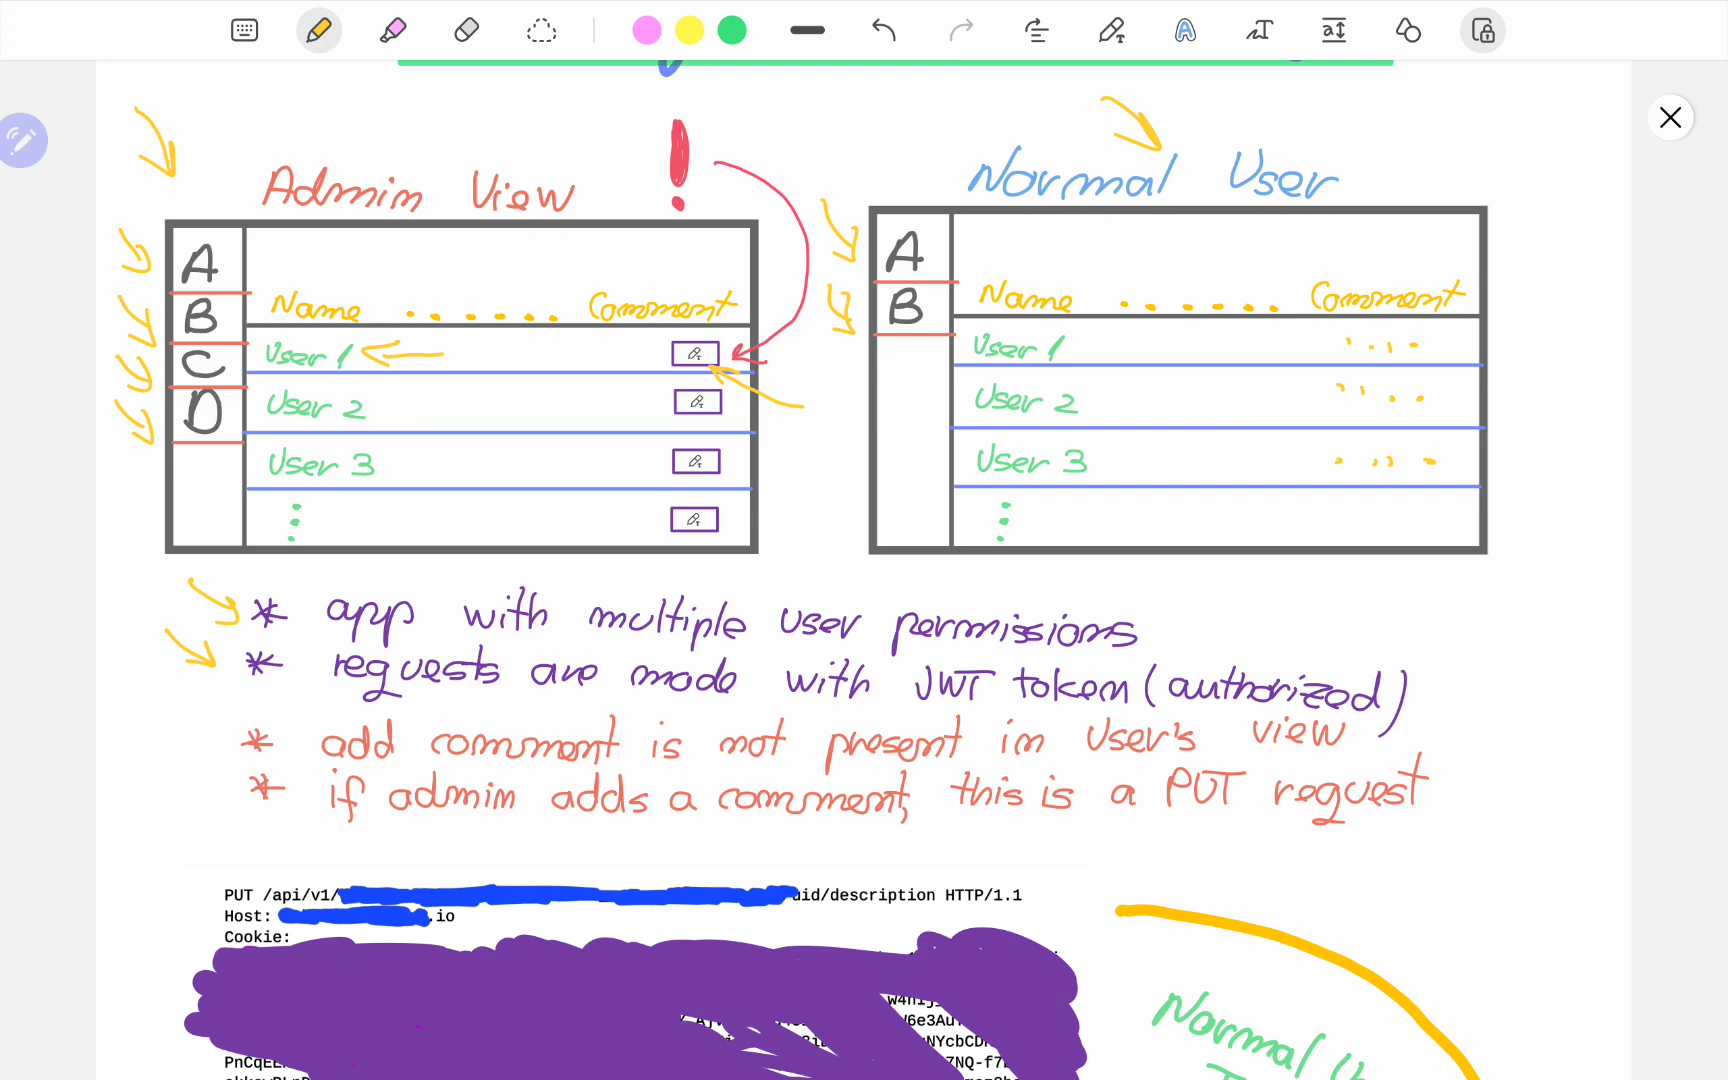 Admin View
!
Normal User
A
B
C
D
Name ...... Comment
User 1
User 2
User 3
A
B
Name ...... Comment
User 1
User 2
User 3
* app with multiple user permissions
* requests are made with JWT token (authorized)
* add comment is not present in User's view
* if admin adds a comment, this is a PUT request
PUT /api/v1/ uid/description HTTP/1.1
Host: .io
Cookie:
Normal